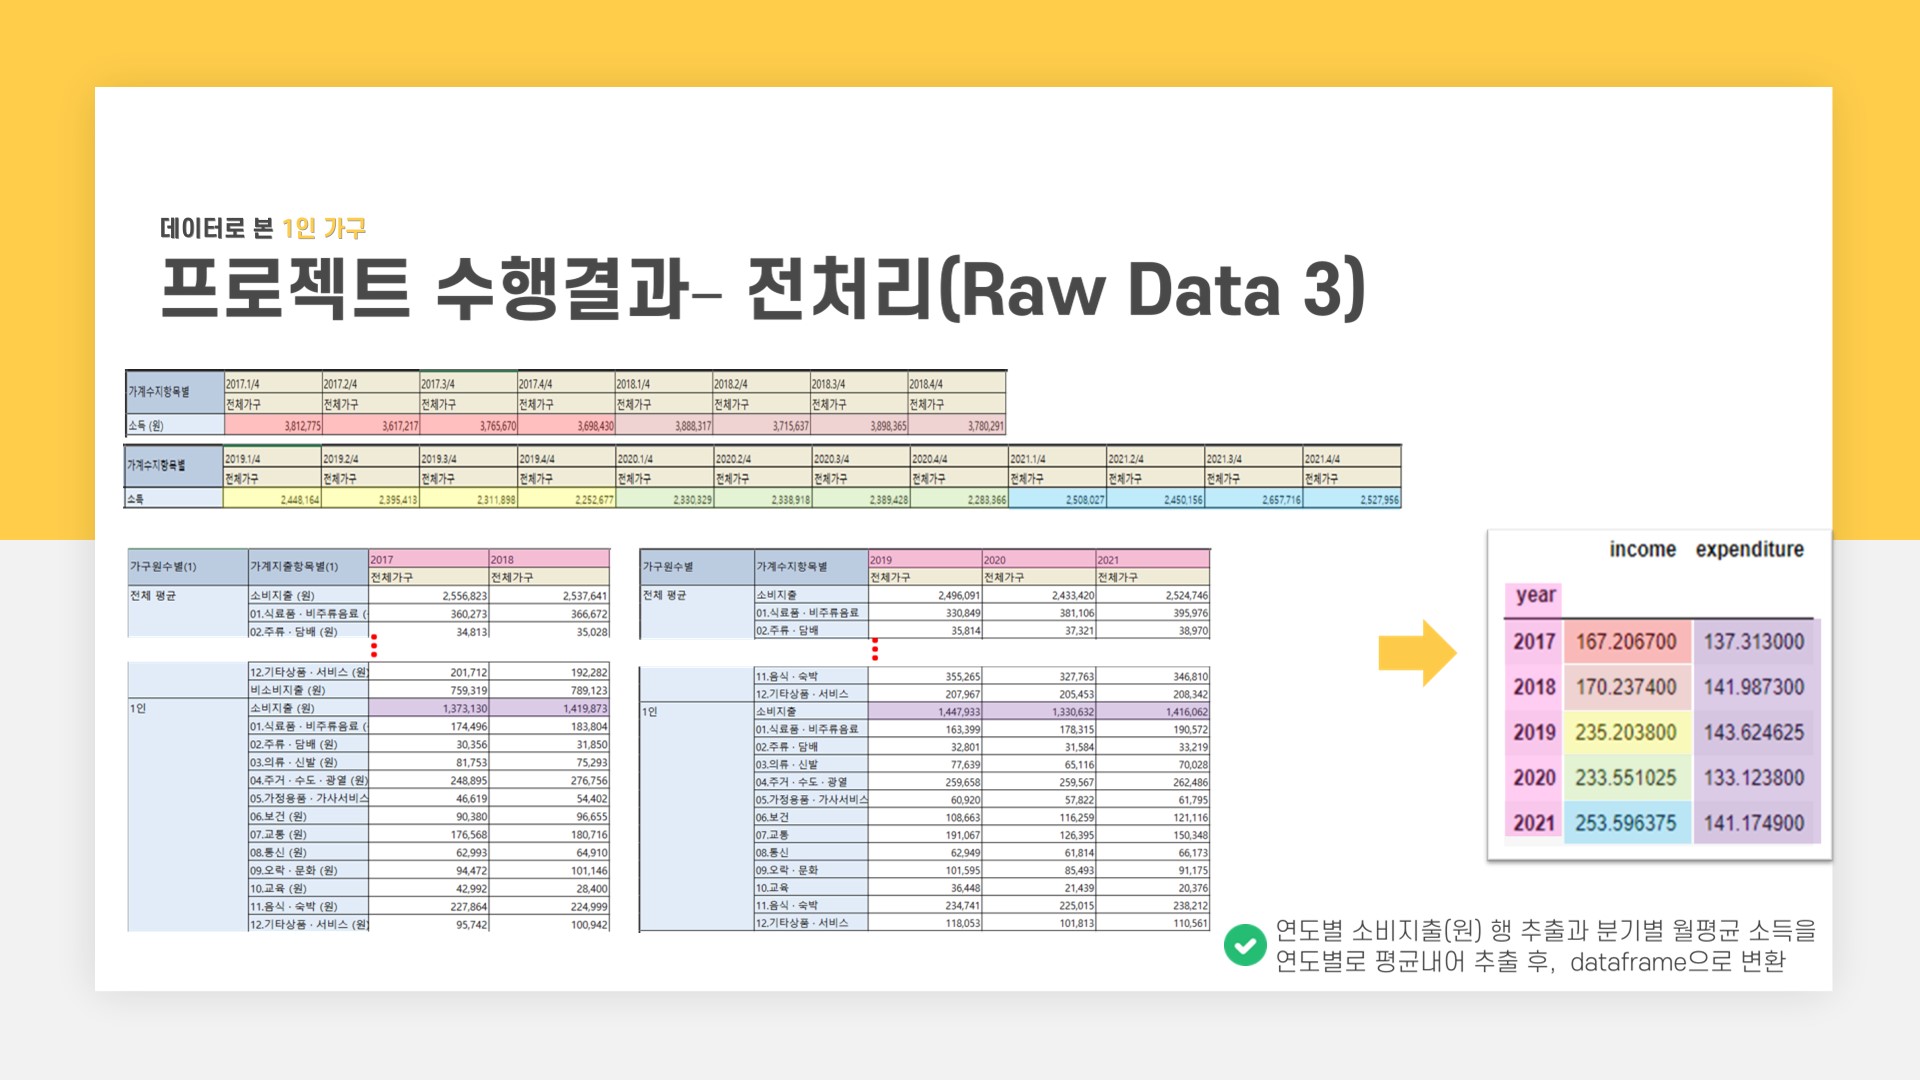 데이터로 본 1인 가구
프로젝트 수행결과– 전처리(Raw Data 3)
가계수지항목별 2017.1/4 2017.2/4 2017.3/4 2017.4/4 2018.1/4 2018.2/4 2018.3/4 2018.4/4
전체가구 전체가구 전체가구 전체가구 전체가구 전체가구 전체가구 전체가구
소득 (원) 3,812,775 3,617,217 3,765,670 3,698,430 3,888,317 3,715,637 3,898,365 3,780,291
가계수지항목별 2019.1/4 2019.2/4 2019.3/4 2019.4/4 2020.1/4 2020.2/4 2020.3/4 2020.4/4 2021.1/4 2021.2/4 2021.3/4 2021.4/4
전체가구 전체가구 전체가구 전체가구 전체가구 전체가구 전체가구 전체가구 전체가구 전체가구 전체가구 전체가구
소득 2,448,164 2,395,413 2,311,898 2,252,677 2,330,329 2,338,918 2,389,428 2,283,366 2,508,027 2,450,156 2,657,716 2,527,956
가구원수별(1) 가계지출항목별(1) 2017 2018
전체가구 전체가구
전체 평균 소비지출 (원) 2,556,823 2,537,641
01.식료품 · 비주류음료 ( 360,273 366,672
02.주류 · 담배 (원) 34,813 35,028
12.기타상품 · 서비스 (원) 201,712 192,282
비소비지출 (원) 759,319 789,123
1인 소비지출 (원) 1,373,130 1,419,873
01.식료품 · 비주류음료 ( 174,496 183,804
02.주류 · 담배 (원) 30,356 31,850
03.의류 · 신발 (원) 81,753 75,293
04.주거 · 수도 · 광열 (원) 248,895 276,756
05.가정용품 · 가사서비스 46,619 54,402
06.보건 (원) 90,380 96,655
07.교통 (원) 176,568 180,716
08.통신 (원) 62,993 64,910
09.오락 · 문화 (원) 94,472 101,146
10.교육 (원) 42,992 28,400
11.음식 · 숙박 (원) 227,864 224,999
12.기타상품 · 서비스 (원) 95,742 100,942
가구원수별 가계수지항목별 2019 2020 2021
전체가구 전체가구 전체가구
전체 평균 소비지출 2,496,091 2,433,420 2,524,746
01.식료품 · 비주류음료 330,849 381,106 395,976
02.주류 · 담배 35,814 37,321 38,970
11.음식 · 숙박 355,265 327,763 346,810
12.기타상품 · 서비스 207,967 205,453 208,342
1인 소비지출 1,447,933 1,330,632 1,416,062
01.식료품 · 비주류음료 163,399 178,315 190,572
02.주류 · 담배 32,801 31,584 33,219
03.의류 · 신발 77,639 65,116 70,028
04.주거 · 수도 · 광열 259,658 259,567 262,486
05.가정용품 · 가사서비스 60,920 57,822 61,795
06.보건 108,663 116,259 121,116
07.교통 191,067 126,395 150,348
08.통신 62,949 61,814 66,173
09.오락 · 문화 101,595 85,493 91,175
10.교육 36,448 21,439 20,376
11.음식 · 숙박 234,741 225,015 238,212
12.기타상품 · 서비스 118,053 101,813 110,561
income expenditure
year
2017 167.206700 137.313000
2018 170.237400 141.987300
2019 235.203800 143.624625
2020 233.551025 133.123800
2021 253.596375 141.174900
연도별 소비지출(원) 행 추출과 분기별 월평균 소득을
연도별로 평균내어 추출 후, dataframe으로 변환